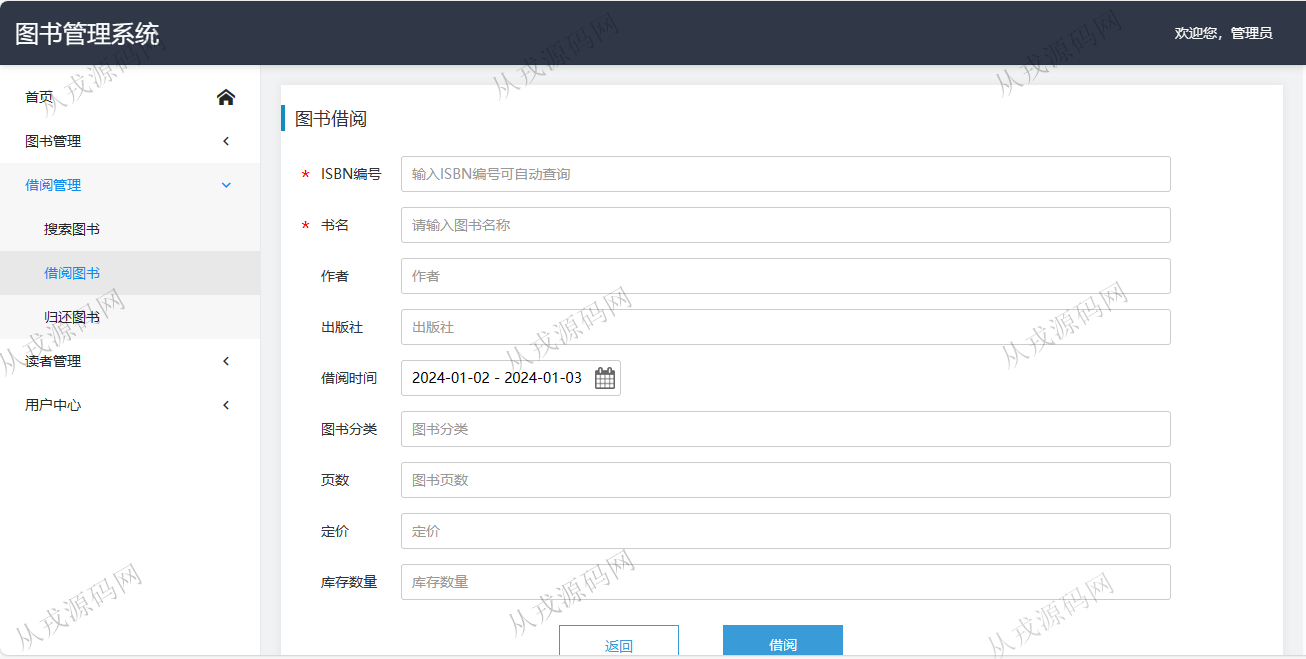 图书管理系统
欢迎您，管理员
首页
图书管理
借阅管理
搜索图书
借阅图书
归还图书
读者管理
用户中心
图书借阅
* ISBN编号 输入ISBN编号可自动查询
* 书名 请输入图书名称
作者 作者
出版社 出版社
借阅时间 2024-01-02 - 2024-01-03
图书分类 图书分类
页数 图书页数
定价 定价
库存数量 库存数量
返回 借阅
从戎源码网
从戎源码网
从戎源码网
从戎源码网
从戎源码网
从戎源码网
从戎源码网
从戎源码网
从戎源码网